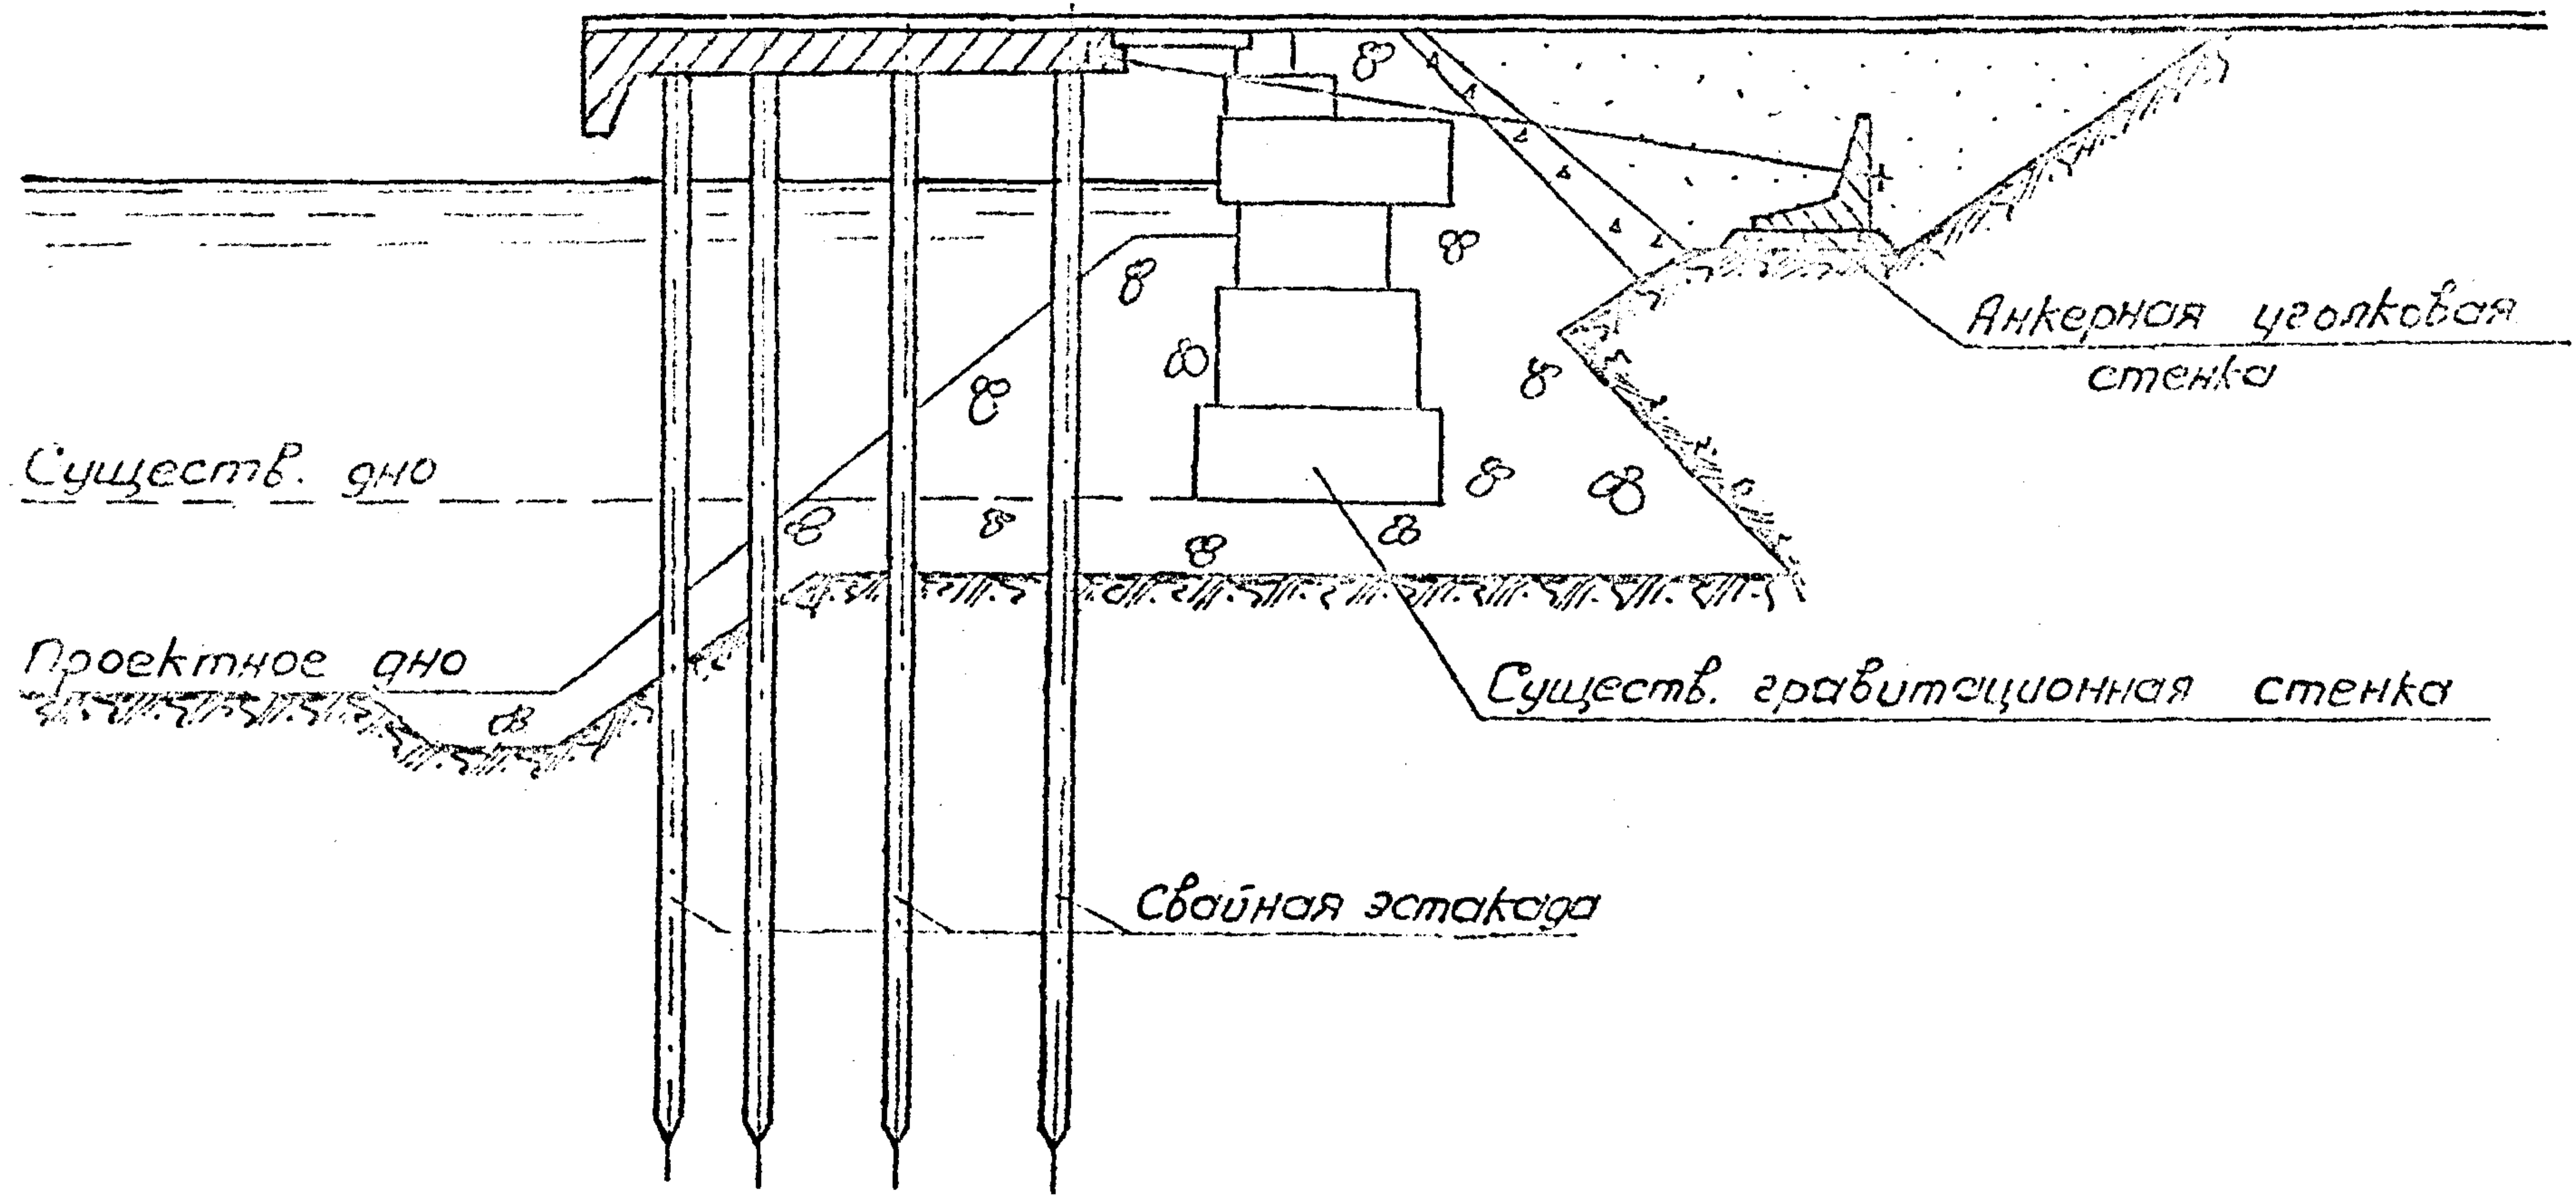 Анкерная уголковая
стенка
Существ. дно
Проектное дно
Существ. гравитационная стенка
Свайная эстакада